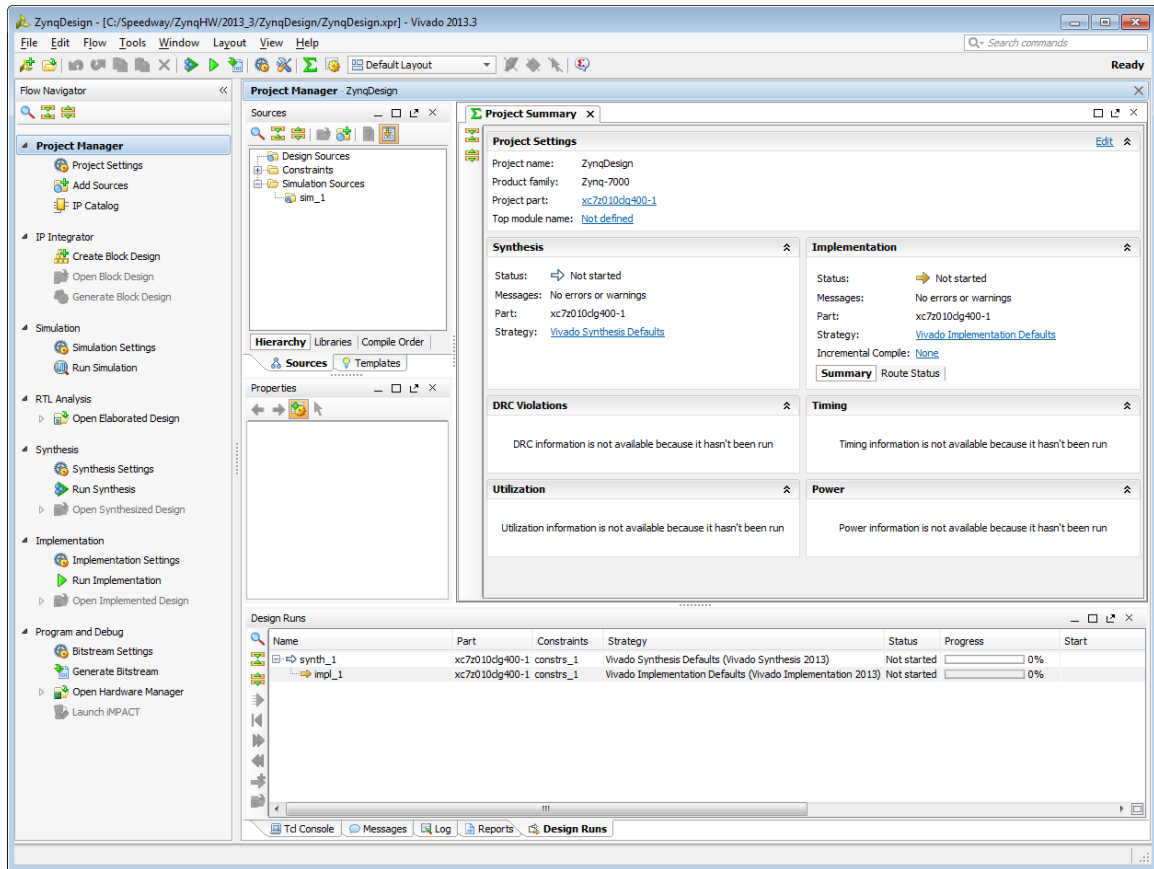 ZynqDesign - [C:/Speedway/ZynqHW/2013_3/ZynqDesign/ZynqDesign.xpr] - Vivado 2013.3
File Edit Flow Tools Window Layout View Help
Search commands
Default Layout
Ready
Flow Navigator
Project Manager
Project Settings
Add Sources
IP Catalog
IP Integrator
Create Block Design
Open Block Design
Generate Block Design
Simulation
Simulation Settings
Run Simulation
RTL Analysis
Open Elaborated Design
Synthesis
Synthesis Settings
Run Synthesis
Open Synthesized Design
Implementation
Implementation Settings
Run Implementation
Open Implemented Design
Program and Debug
Bitstream Settings
Generate Bitstream
Open Hardware Manager
Launch iMPACT
Project Manager - ZynqDesign
Sources
Design Sources
Constraints
Simulation Sources
sim_1
Hierarchy Libraries Compile Order
Sources Templates
Properties
Project Summary
Project Settings Edit
Project name: ZynqDesign
Product family: Zynq-7000
Project part: xc7z010clg400-1
Top module name: Not defined
Synthesis
Status: Not started
Messages: No errors or warnings
Part: xc7z010clg400-1
Strategy: Vivado Synthesis Defaults
Implementation
Status: Not started
Messages: No errors or warnings
Part: xc7z010clg400-1
Strategy: Vivado Implementation Defaults
Incremental Compile: None
Summary Route Status
DRC Violations
DRC information is not available because it hasn't been run
Timing
Timing information is not available because it hasn't been run
Utilization
Utilization information is not available because it hasn't been run
Power
Power information is not available because it hasn't been run
Design Runs
Name Part Constraints Strategy Status Progress Start
synth_1 xc7z010clg400-1 constrs_1 Vivado Synthesis Defaults (Vivado Synthesis 2013) Not started 0%
impl_1 xc7z010clg400-1 constrs_1 Vivado Implementation Defaults (Vivado Implementation 2013) Not started 0%
Tcl Console Messages Log Reports Design Runs